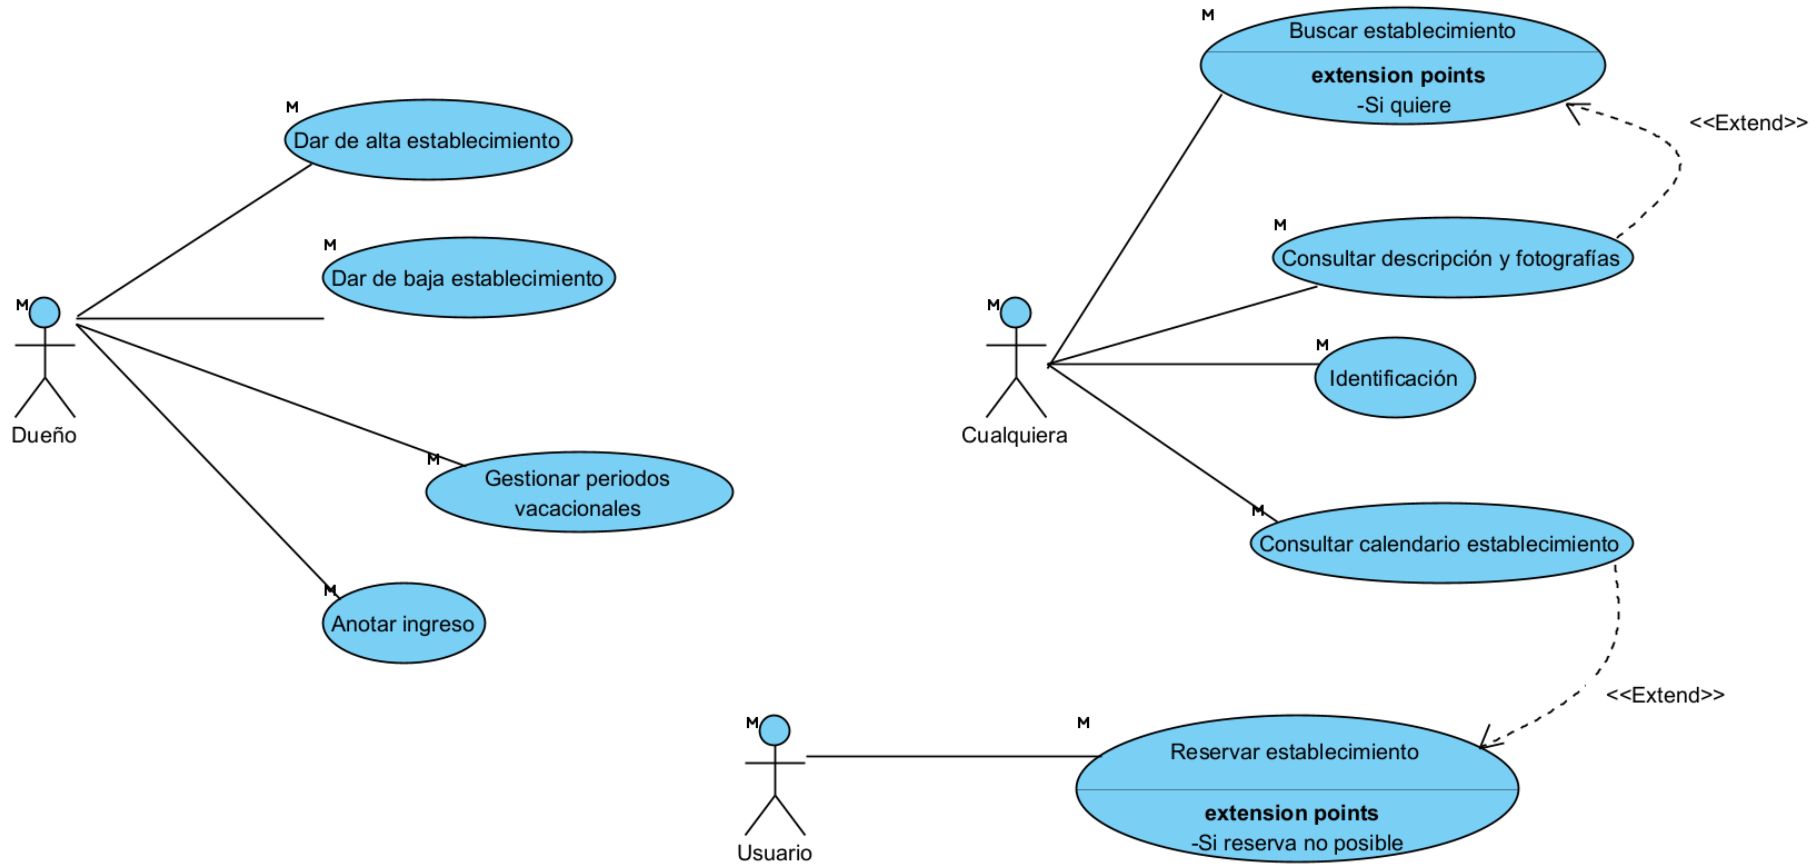 M
Buscar establecimiento
extension points
-Si quiere
<<Extend>>
M
Dar de alta establecimiento
M
Dar de baja establecimiento
M
Consultar descripción y fotografías
M
Dueño
M
Cualquiera
M
Identificación
M
Gestionar periodos
vacacionales
M
Consultar calendario establecimiento
M
Anotar ingreso
<<Extend>>
M
Usuario
M
Reservar establecimiento
extension points
-Si reserva no posible